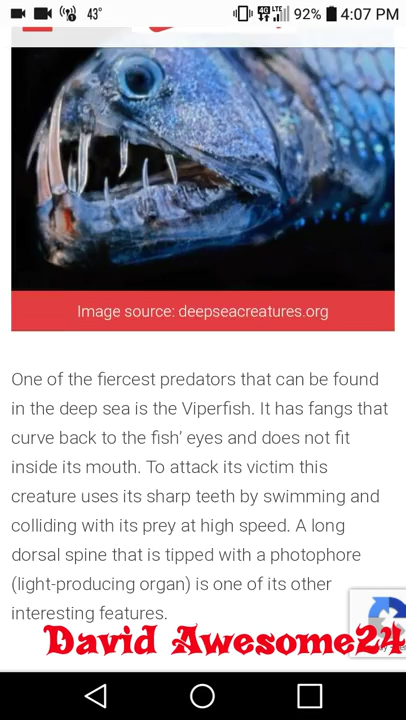 43°
4G LTE 92% 4:07 PM
Image source: deepseacreatures.org
One of the fiercest predators that can be found
in the deep sea is the Viperfish. It has fangs that
curve back to the fish’ eyes and does not fit
inside its mouth. To attack its victim this
creature uses its sharp teeth by swimming and
colliding with its prey at high speed. A long
dorsal spine that is tipped with a photophore
(light-producing organ) is one of its other
interesting features.
David Awesome24